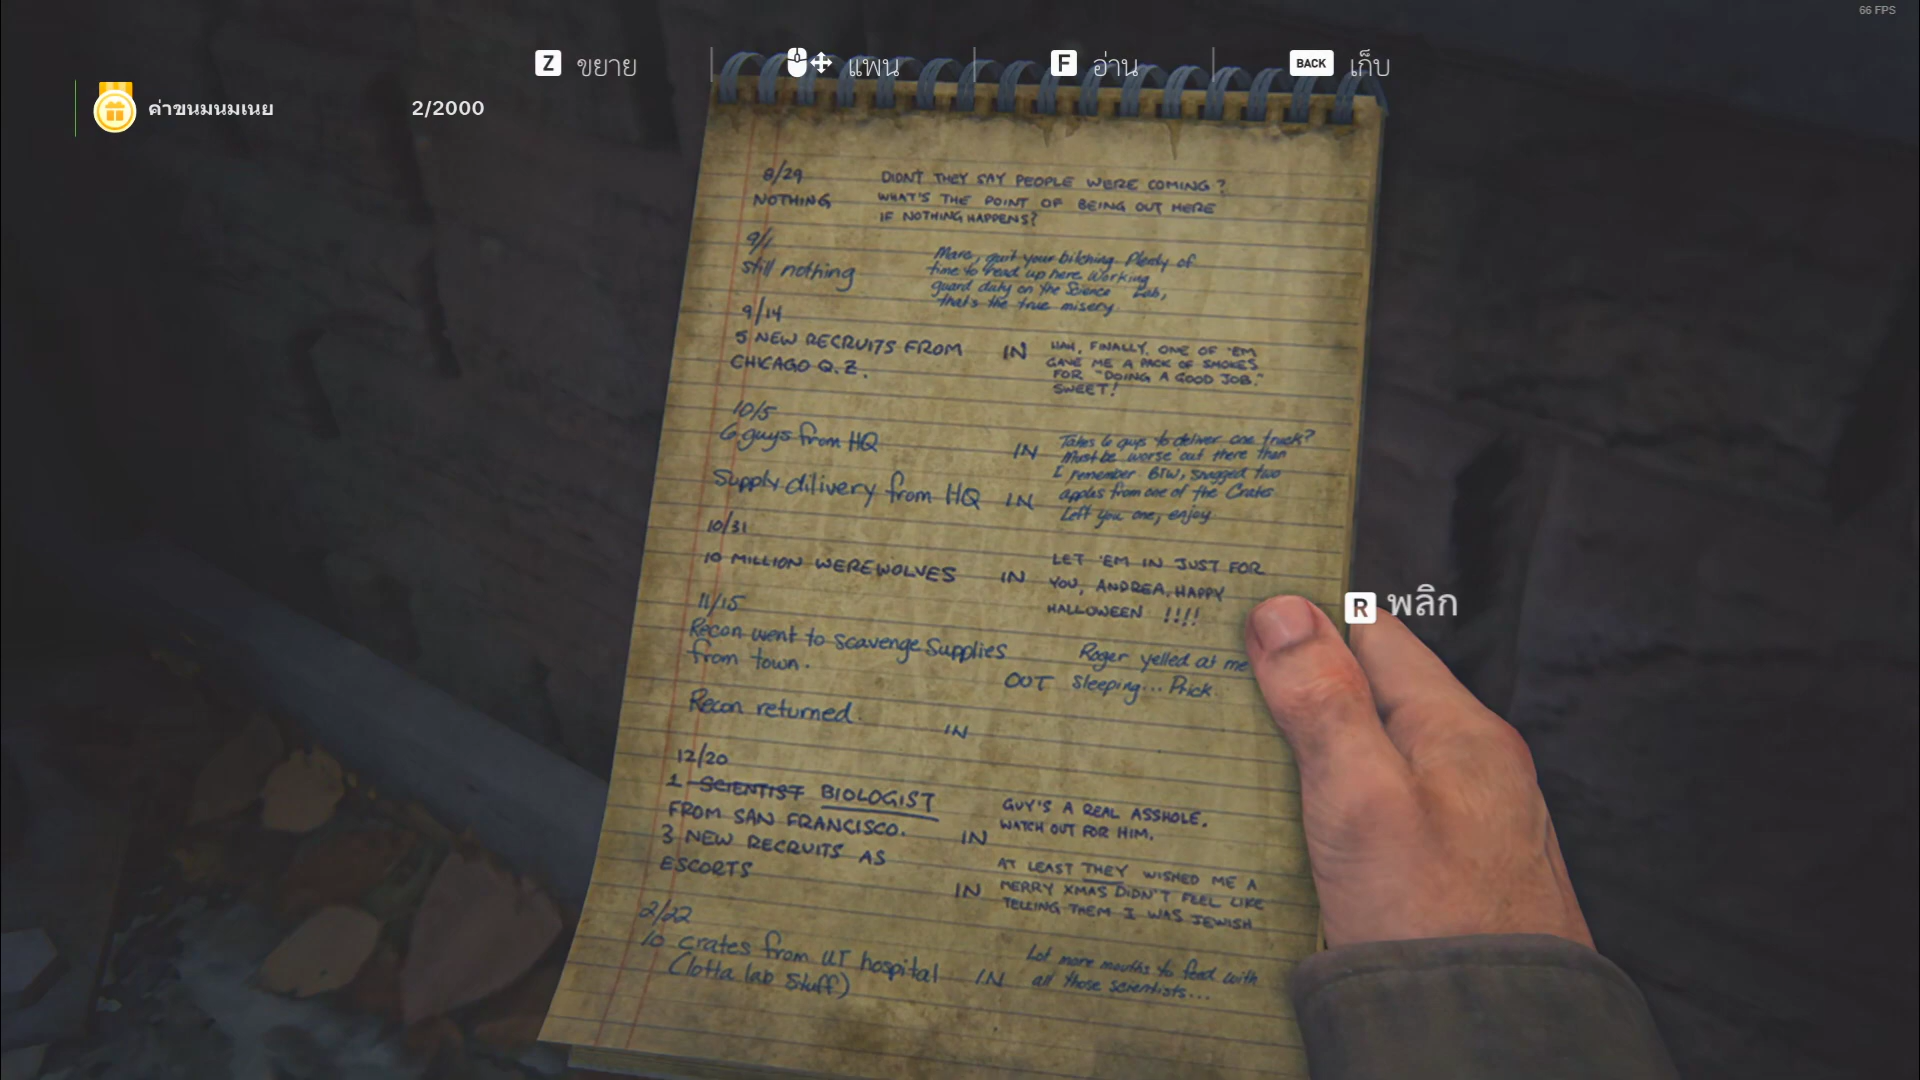 66 FPS
Z ขยาย แพน F อ่าน BACK เก็บ
ค่าขนมนมเนย 2/2000
8/29
NOTHING
DIDN'T THEY SAY PEOPLE WERE COMING?
WHAT'S THE POINT OF BEING OUT HERE
IF NOTHING HAPPENS?
9/1
still nothing
Marc, quit your bitching. Plenty of
time to head up here. Working
guard duty on the Science Lab,
that's the true misery
9/14
5 NEW RECRUITS FROM
CHICAGO Q.Z.
IN
HAH, FINALLY. ONE OF 'EM
GAVE ME A PACK OF SMOKES
FOR "DOING A GOOD JOB."
SWEET!
10/5
6 guys from HQ
IN
Supply dilivery from HQ IN
Takes 6 guys to deliver one truck?
Must be worse out there than
I remember. BTW, snagged two
apples from one of the Crates
Left you one, enjoy
10/31
10 MILLION WEREWOLVES IN
LET 'EM IN JUST FOR
YOU, ANDREA. HAPPY
HALLOWEEN !!!!
R พลิก
11/15
Recon went to scavenge Supplies
from town.
OUT
Roger yelled at me
sleeping... Prick
Recon returned.
IN
12/20
1 SCIENTIST BIOLOGIST
FROM SAN FRANCISCO.
IN
GUY'S A REAL ASSHOLE.
WATCH OUT FOR HIM.
3 NEW RECRUITS AS
ESCORTS
IN
AT LEAST THEY WISHED ME A
MERRY XMAS DIDN'T FEEL LIKE
TELLING THEM I WAS JEWISH
2/22
10 crates from UT hospital
(lotta lab stuff)
IN
Lot more mouths to feed with
all those scientists...